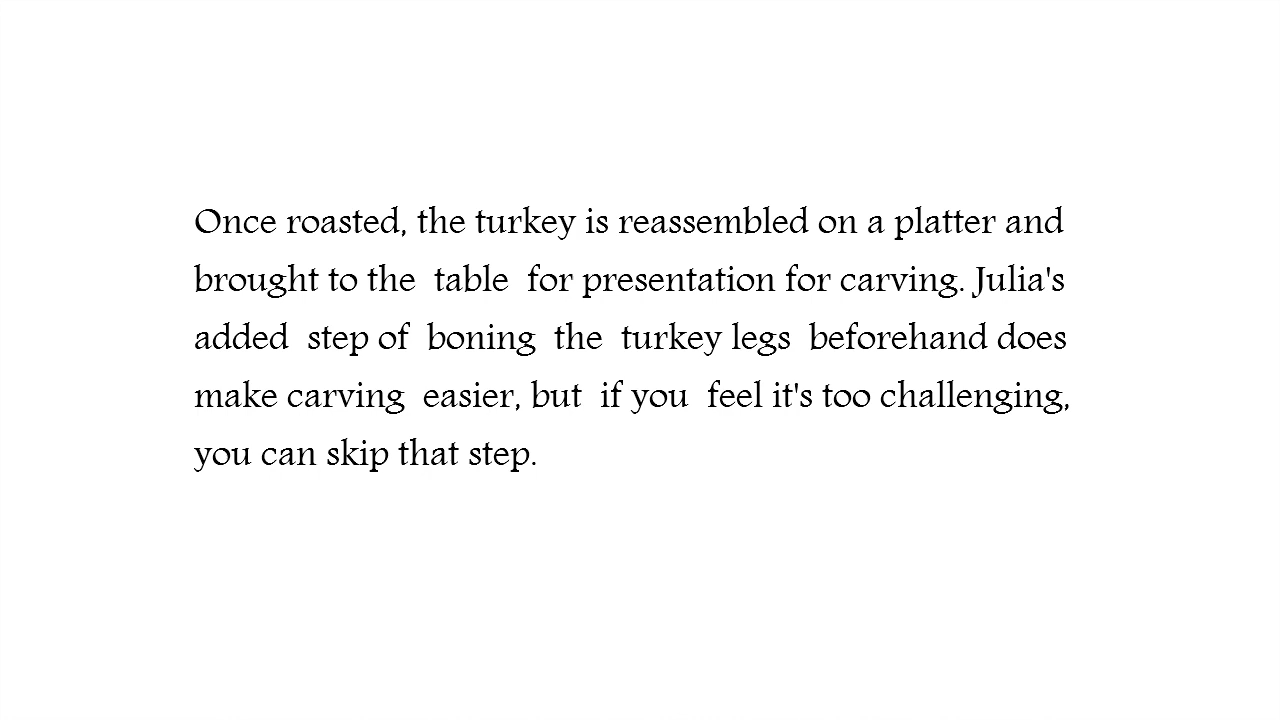 Once roasted, the turkey is reassembled on a platter and
brought to the table for presentation for carving. Julia's
added step of boning the turkey legs beforehand does
make carving easier, but if you feel it's too challenging,
you can skip that step.